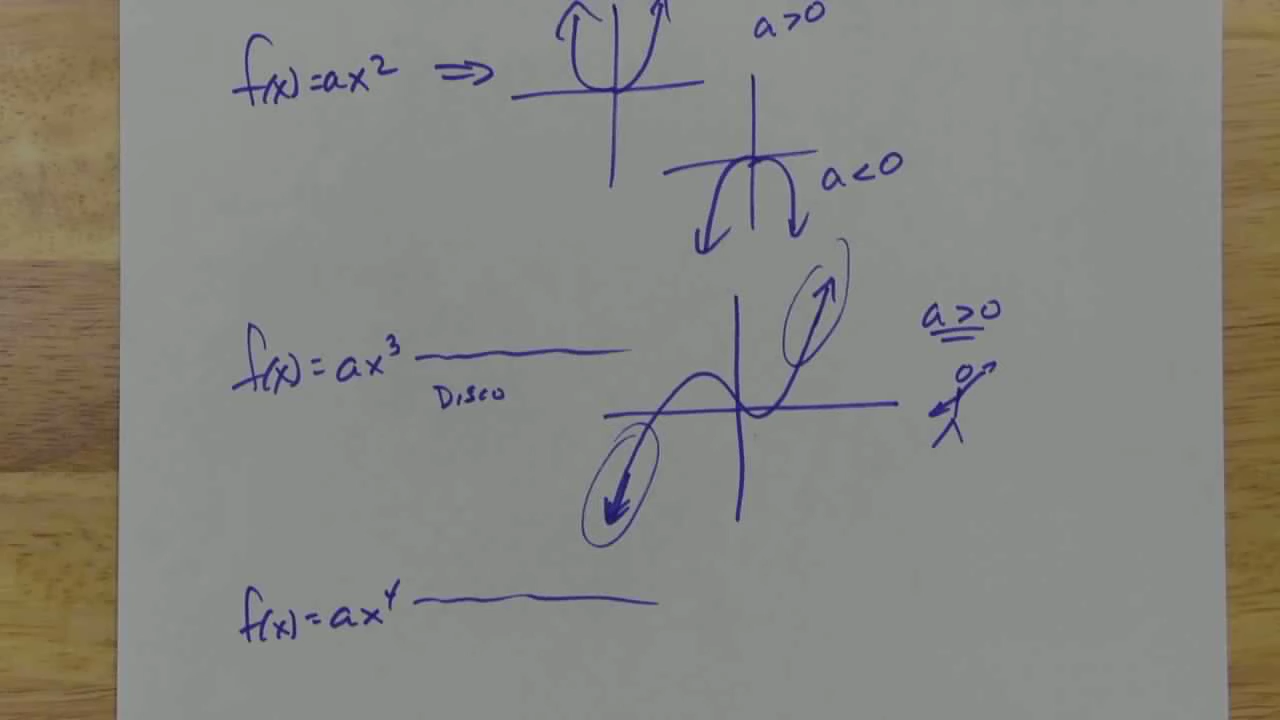 f(x)=ax² ⇒
a>0
a<0
f(x)=ax³
Disco
a>0
f(x)=ax⁴